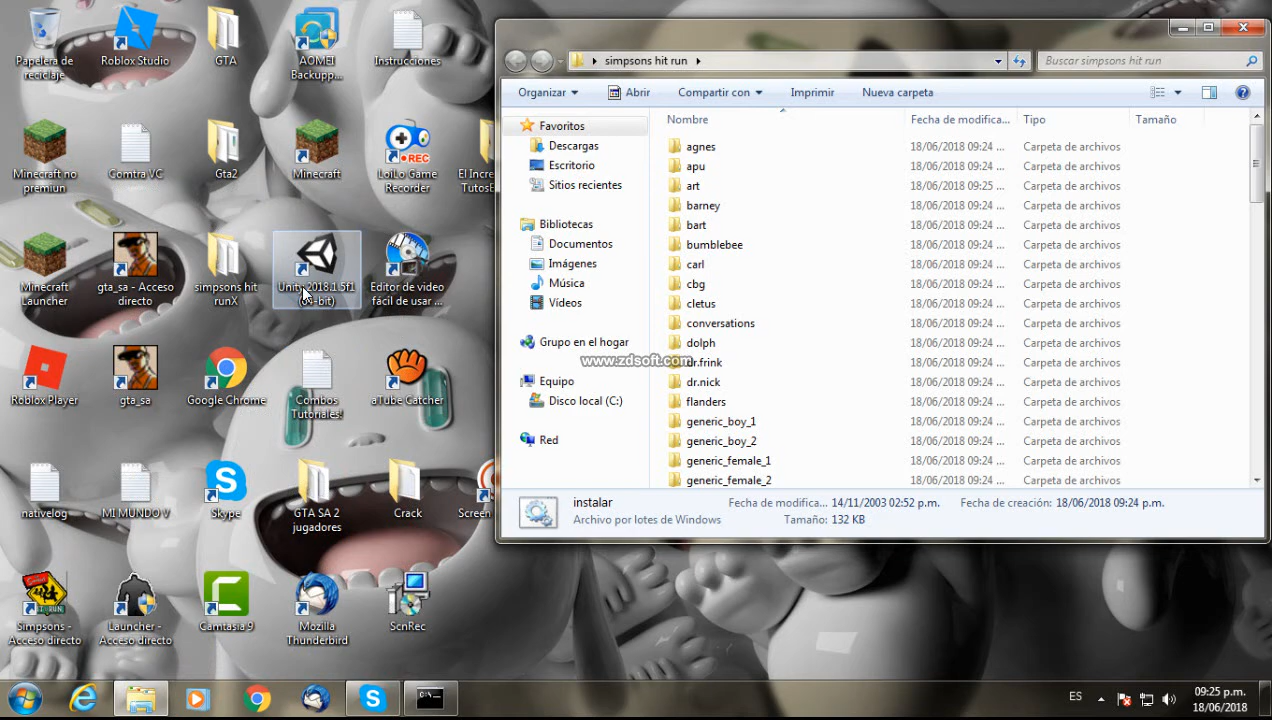 Papelera de
reciclaje
Roblox Studio
GTA
AOMEI
Backupp...
Instrucciones
Minecraft no
premiun
Comtra VC
Gta2
Minecraft
LoiLo Game
Recorder
REC
El Incre
TutosE
Minecraft
Launcher
gta_sa - Acceso
directo
simpsons hit
runX
Unity 2018.1.5f1
(64-bit)
Editor de video
fácil de usar ...
Roblox Player
gta_sa
Google Chrome
Combos
Tutoriales!
aTube Catcher
nativelog
MI MUNDO V
Skype
GTA SA 2
jugadores
Crack
Screen
Simpsons -
Acceso directo
Launcher -
Acceso directo
Camtasia 9
Mozilla
Thunderbird
ScnRec
simpsons hit run
Buscar simpsons hit run
Organizar
Abrir
Compartir con
Imprimir
Nueva carpeta
Favoritos
Descargas
Escritorio
Sitios recientes
Bibliotecas
Documentos
Imágenes
Música
Vídeos
Grupo en el hogar
Equipo
Disco local (C:)
Red
Nombre Fecha de modifica... Tipo Tamaño
agnes 18/06/2018 09:24 ... Carpeta de archivos
apu 18/06/2018 09:24 ... Carpeta de archivos
art 18/06/2018 09:25 ... Carpeta de archivos
barney 18/06/2018 09:24 ... Carpeta de archivos
bart 18/06/2018 09:24 ... Carpeta de archivos
bumblebee 18/06/2018 09:24 ... Carpeta de archivos
carl 18/06/2018 09:24 ... Carpeta de archivos
cbg 18/06/2018 09:24 ... Carpeta de archivos
cletus 18/06/2018 09:24 ... Carpeta de archivos
conversations 18/06/2018 09:24 ... Carpeta de archivos
dolph 18/06/2018 09:24 ... Carpeta de archivos
www.zdsoft.com
dr.frink 18/06/2018 09:24 ... Carpeta de archivos
dr.nick 18/06/2018 09:24 ... Carpeta de archivos
flanders 18/06/2018 09:24 ... Carpeta de archivos
generic_boy_1 18/06/2018 09:24 ... Carpeta de archivos
generic_boy_2 18/06/2018 09:24 ... Carpeta de archivos
generic_female_1 18/06/2018 09:24 ... Carpeta de archivos
generic_female_2 18/06/2018 09:24 ... Carpeta de archivos
instalar Fecha de modifica... 14/11/2003 02:52 p.m. Fecha de creación: 18/06/2018 09:24 p.m.
Archivo por lotes de Windows Tamaño: 132 KB
ES
09:25 p.m.
18/06/2018